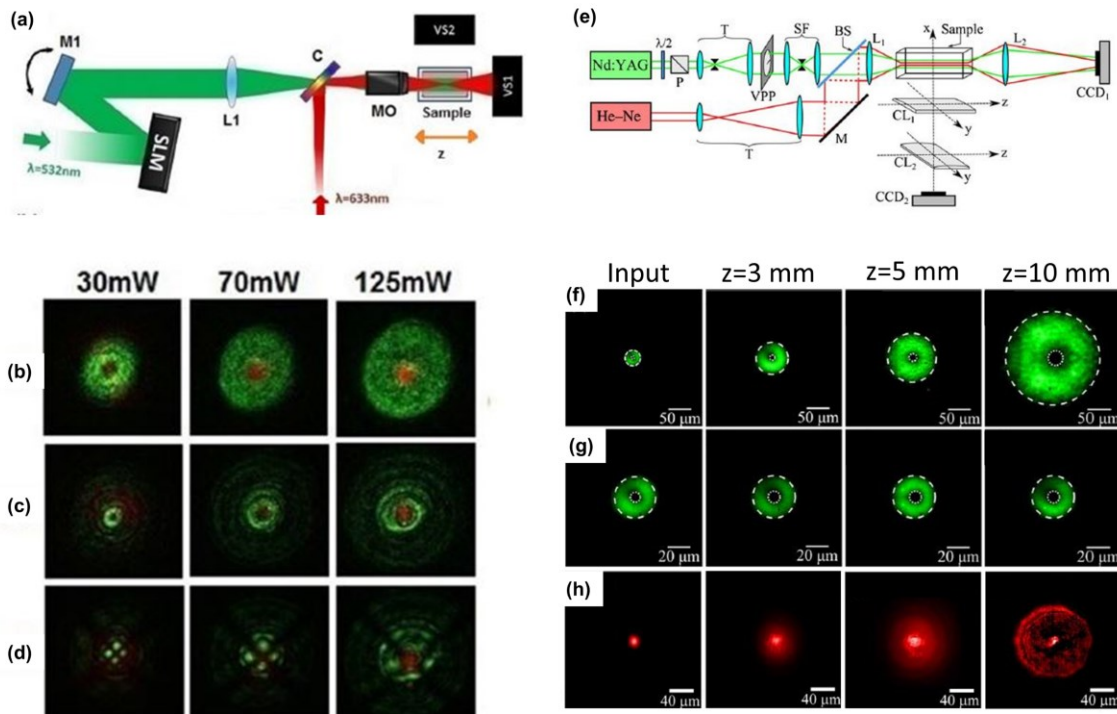 (a)
M1
VS2
C
VS1
MO
Sample
L1
SLM
z
λ=532nm
λ=633nm
(e)
x
Sample
λ/2
T
SF
BS
L₁
L₂
Nd:YAG
P
VPP
CCD₁
He–Ne
M
T
z
CL₁
y
z
CL₂
y
CCD₂
30mW 70mW 125mW
(b)
(c)
(d)
Input z=3 mm z=5 mm z=10 mm
(f)
50 μm 50 μm 50 μm 50 μm
(g)
20 μm 20 μm 20 μm 20 μm
(h)
40 μm 40 μm 40 μm 40 μm